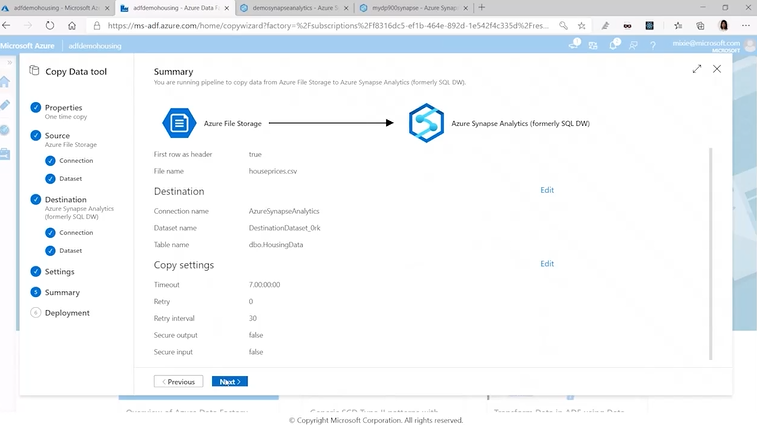 adfdemohousing - Microsoft Az
adfdemohousing - Azure Data F
demosynapseanalytics - Azure S
mydp900synapse - Azure Synap
https://ms-adf.azure.com/home/copywizard?factory=%2Fsubscriptions%2Ff8316dc5-ef1b-464e-892d-1e542f4c335d%2Fres...
Microsoft Azure
adfdemohousing
mixie@microsoft.com
MICROSOFT
Copy Data tool
Properties
One time copy
Source
Azure File Storage
Connection
Dataset
Destination
Azure Synapse Analytics
(formerly SQL DW)
Connection
Dataset
Settings
5 Summary
6 Deployment
Summary
You are running pipeline to copy data from Azure File Storage to Azure Synapse Analytics (formerly SQL DW).
Azure File Storage
Azure Synapse Analytics (formerly SQL DW)
First row as header true
File name houseprices.csv
Destination Edit
Connection name AzureSynapseAnalytics
Dataset name DestinationDataset_0rk
Table name dbo.HousingData
Copy settings Edit
Timeout 7.00:00:00
Retry 0
Retry interval 30
Secure output false
Secure input false
Previous Next
Overview of Azure Data Factory
Generic SCD Type II patterns with
Transform Data in ADF using Data
© Copyright Microsoft Corporation. All rights reserved.